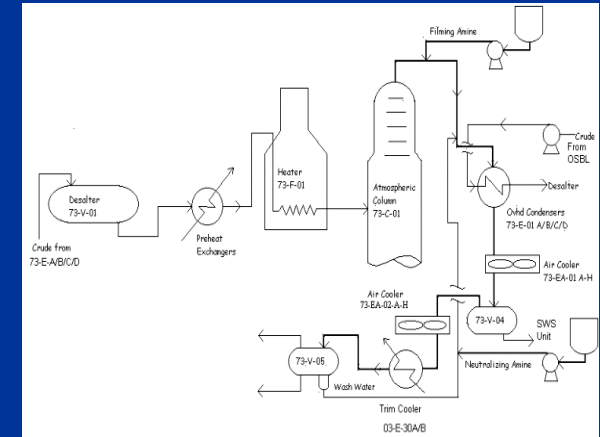 Filming Amine
Crude
From
OSBL
Heater
73-F-01
Desalter
73-V-01
Atmospheric
Column
73-C-01
Desalter
Ovhd Condensers
73-E-01 A/B/C/D
Preheat
Exchangers
Crude from
73-E-A/B/C/D
Air Cooler
73-EA-01 A-H
Air Cooler
73-EA-02-A-H
73-V-04
SWS
Unit
73-V-05
Neutralizing Amine
Wash Water
Trim Cooler
03-E-30A/B